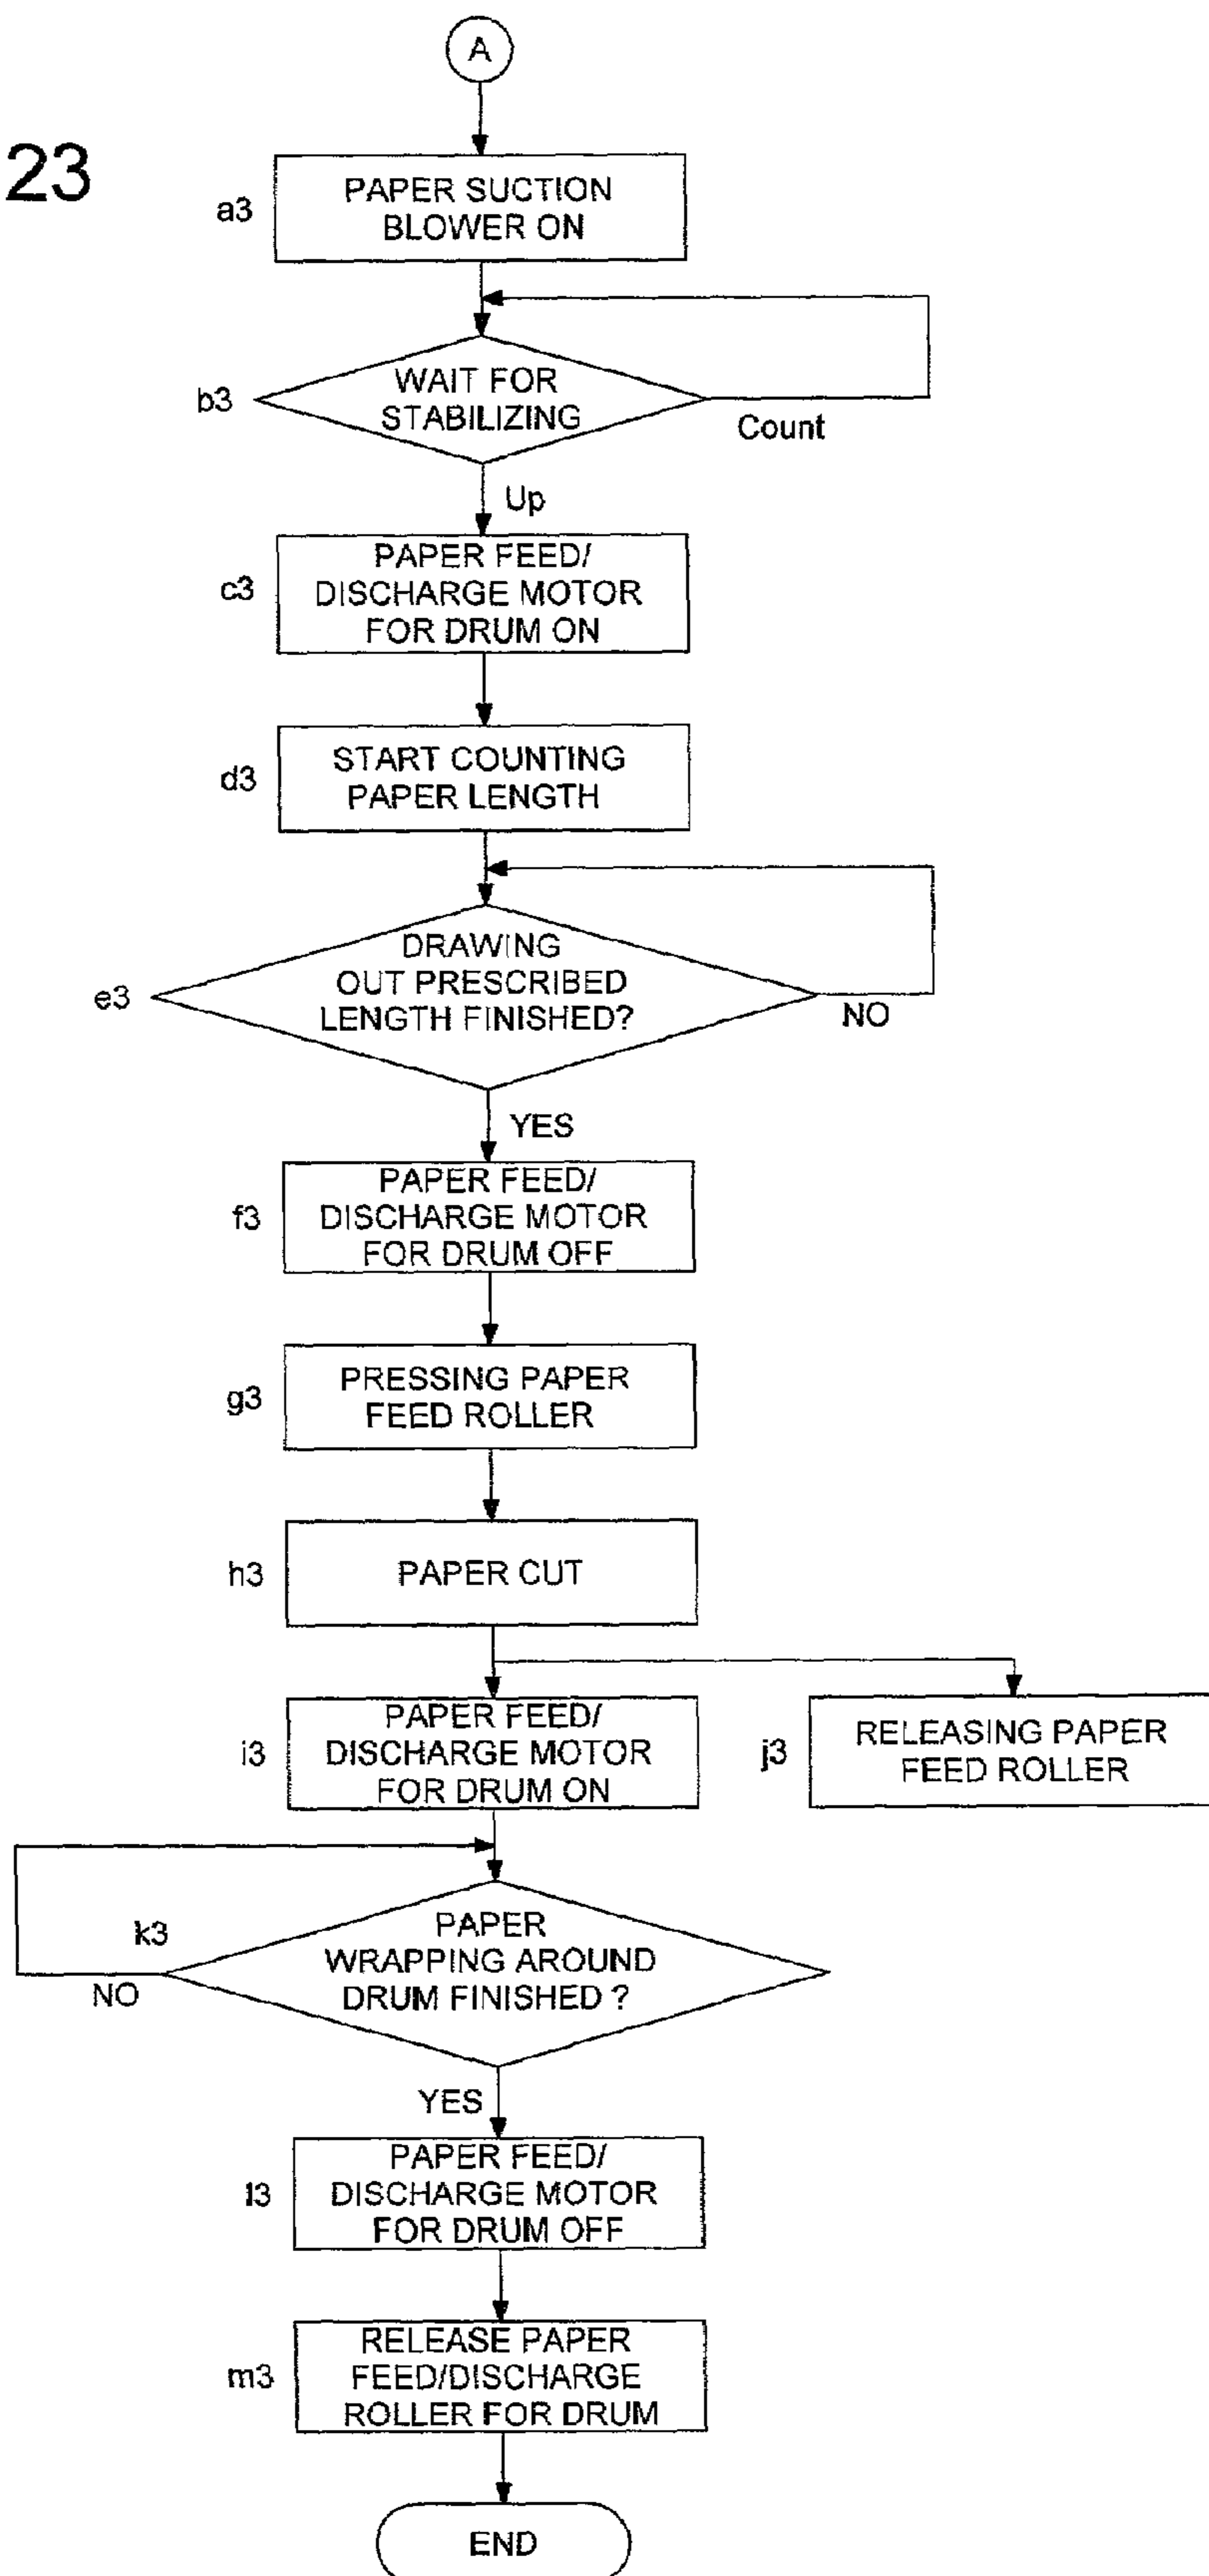 A
23
a3
PAPER SUCTION
BLOWER ON
b3
WAIT FOR
STABILIZING
Count
Up
c3
PAPER FEED/
DISCHARGE MOTOR
FOR DRUM ON
d3
START COUNTING
PAPER LENGTH
e3
DRAWING
OUT PRESCRIBED
LENGTH FINISHED?
NO
YES
f3
PAPER FEED/
DISCHARGE MOTOR
FOR DRUM OFF
g3
PRESSING PAPER
FEED ROLLER
h3
PAPER CUT
i3
PAPER FEED/
DISCHARGE MOTOR
FOR DRUM ON
j3
RELEASING PAPER
FEED ROLLER
k3
PAPER
WRAPPING AROUND
DRUM FINISHED ?
NO
YES
l3
PAPER FEED/
DISCHARGE MOTOR
FOR DRUM OFF
m3
RELEASE PAPER
FEED/DISCHARGE
ROLLER FOR DRUM
END